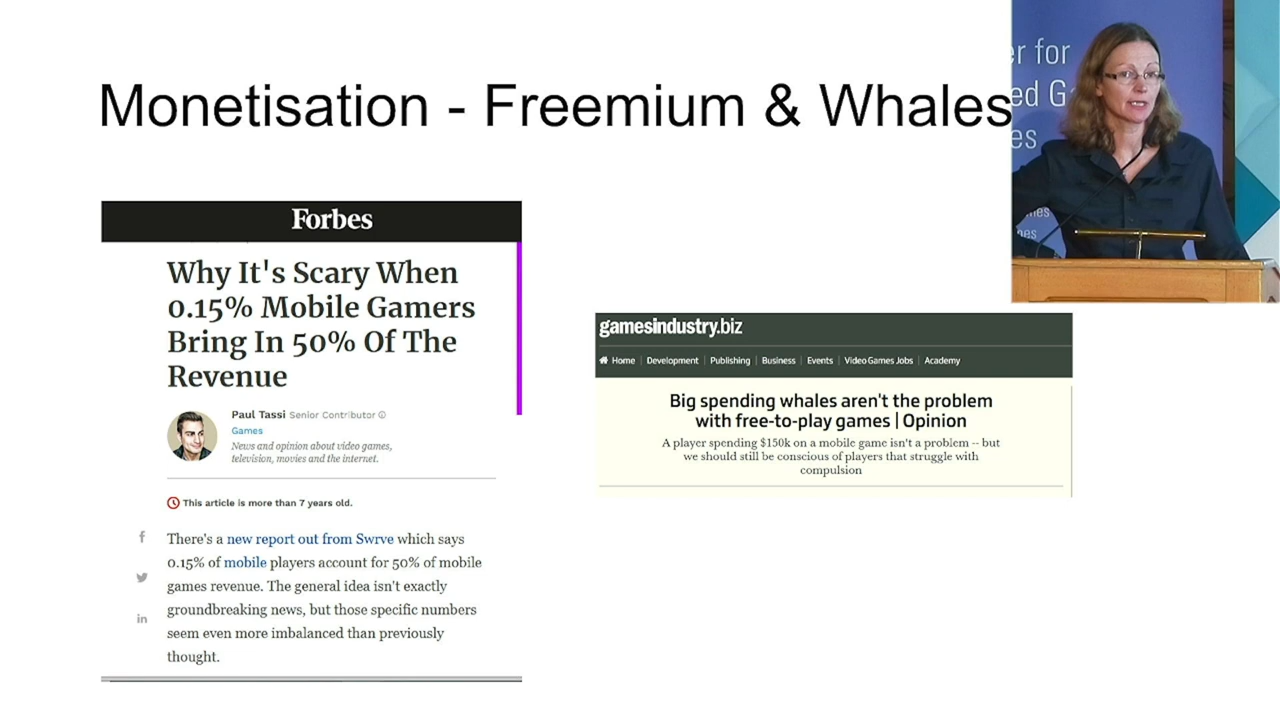 Monetisation - Freemium & Whales
er for
ed G
es
nes
es
Forbes
Why It's Scary When
0.15% Mobile Gamers
Bring In 50% Of The
Revenue
Paul Tassi Senior Contributor
Games
News and opinion about video games,
television, movies and the internet.
This article is more than 7 years old.
There's a new report out from Swrve which says
0.15% of mobile players account for 50% of mobile
games revenue. The general idea isn't exactly
groundbreaking news, but those specific numbers
seem even more imbalanced than previously
thought.
gamesindustry.biz
Home | Development | Publishing | Business | Events | Video Games Jobs | Academy
Big spending whales aren't the problem
with free-to-play games | Opinion
A player spending $150k on a mobile game isn't a problem -- but
we should still be conscious of players that struggle with
compulsion